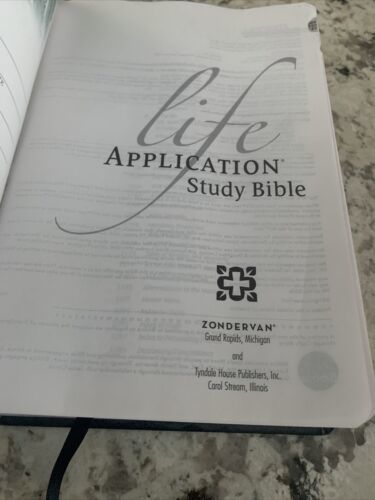 life
APPLICATION®
Study Bible
ZONDERVAN®
Grand Rapids, Michigan
and
Tyndale House Publishers, Inc.
Carol Stream, Illinois